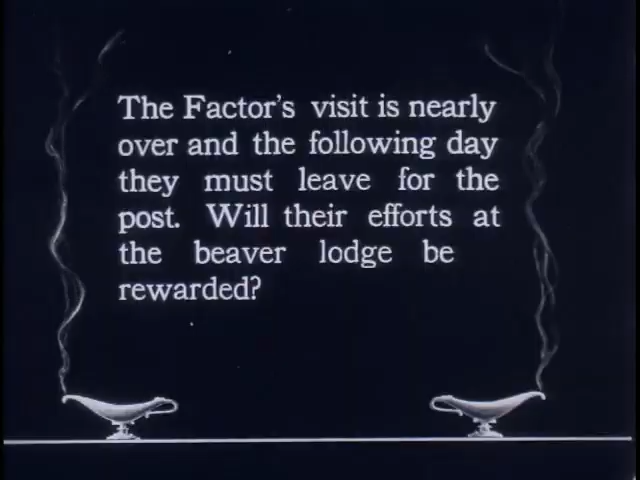 The Factor's visit is nearly
over and the following day
they must leave for the
post. Will their efforts at
the beaver lodge be
rewarded?